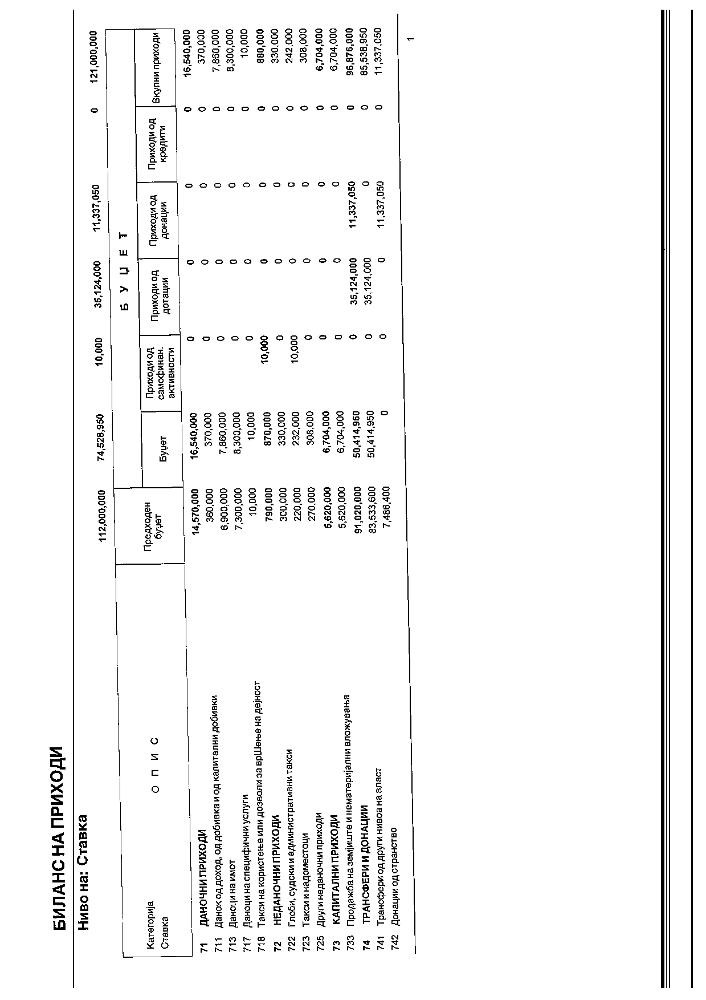 БИЛАНС НА ПРИХОДИ
Ниво на: Ставка
112,000,000 74,528,950 10,000 35,124,000 11,337,050 0 121,000,000
Категорија Ставка О П И С Предходен буџет Б У Џ Е Т
Буџет Приходи од самофинан. активности Приходи од дотации Приходи од донации Приходи од кредити Вкупни приходи
71 ДАНОЧНИ ПРИХОДИ 14,570,000 16,540,000 0 0 0 0 16,540,000
711 Данок од доход, од добивка и од капитални добивки 360,000 370,000 0 0 0 0 370,000
713 Даноци на имот 6,900,000 7,860,000 0 0 0 0 7,860,000
717 Даноци на специфични услуги 7,300,000 8,300,000 0 0 0 0 8,300,000
718 Такси на користење или дозволи за врШење на дејност 10,000 10,000 0 0 0 0 10,000
72 НЕДАНОЧНИ ПРИХОДИ 790,000 870,000 10,000 0 0 0 880,000
722 Глоби, судски и административни такси 300,000 330,000 0 0 0 0 330,000
723 Такси и надоместоци 220,000 232,000 10,000 0 0 0 242,000
725 Други неданочни приходи 270,000 308,000 0 0 0 0 308,000
73 КАПИТАЛНИ ПРИХОДИ 5,620,000 6,704,000 0 0 0 0 6,704,000
733 Продажба на земјиште и нематеријални вложувања 5,620,000 6,704,000 0 0 0 0 6,704,000
74 ТРАНСФЕРИ И ДОНАЦИИ 91,020,000 50,414,950 0 35,124,000 11,337,050 0 96,876,000
741 Трансфери од други нивоа на власт 83,533,600 50,414,950 0 35,124,000 0 0 85,538,950
742 Донации од странство 7,486,400 0 0 0 11,337,050 0 11,337,050
1